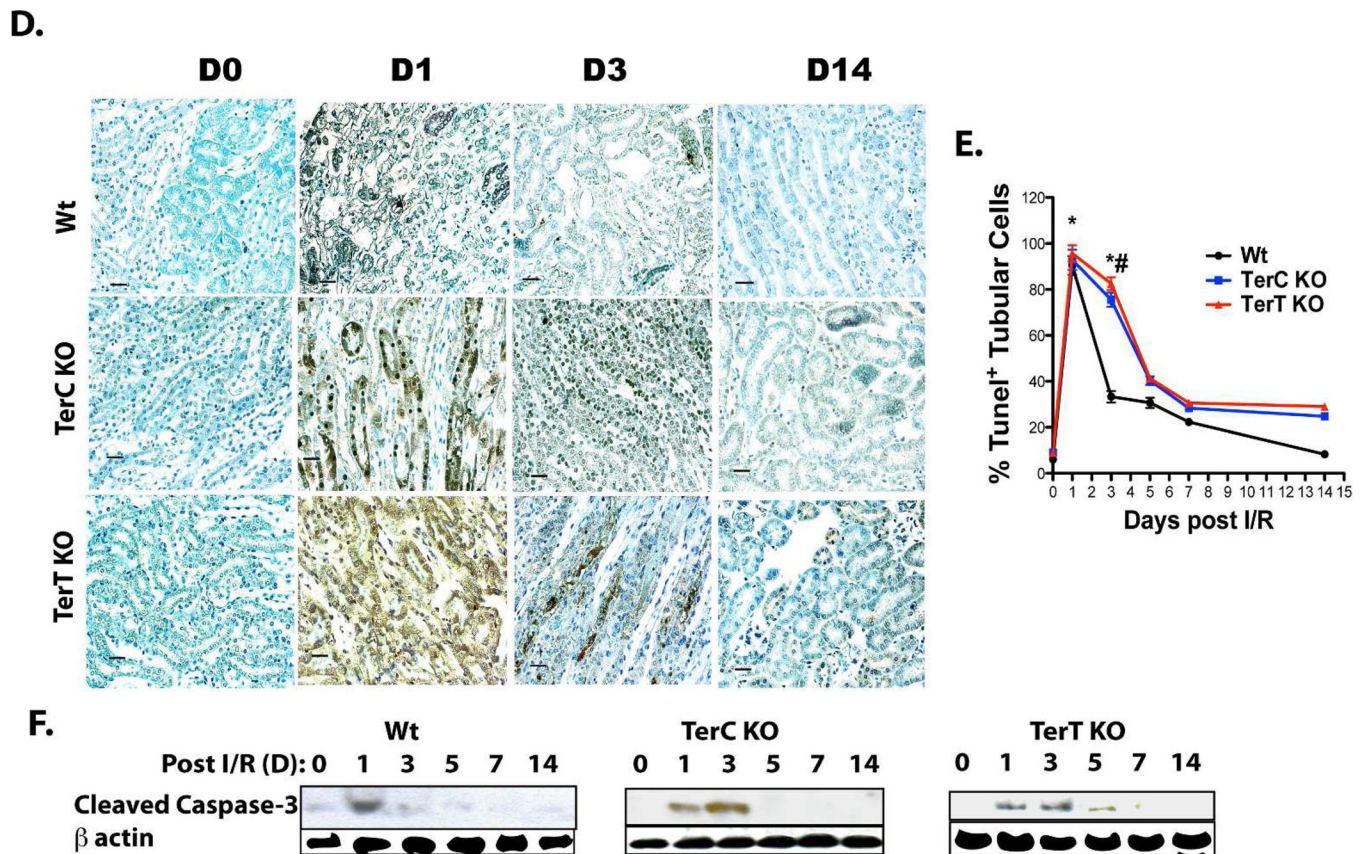 D.
D0 D1 D3 D14
Wt
TerC KO
TerT KO
E.
% Tunel+ Tubular Cells
120
100
80
60
40
20
0
*
*#
Wt
TerC KO
TerT KO
0 1 2 3 4 5 6 7 8 9 10 11 12 13 14 15
Days post I/R
F.
Wt TerC KO TerT KO
Post I/R (D): 0 1 3 5 7 14 0 1 3 5 7 14 0 1 3 5 7 14
Cleaved Caspase-3
β actin